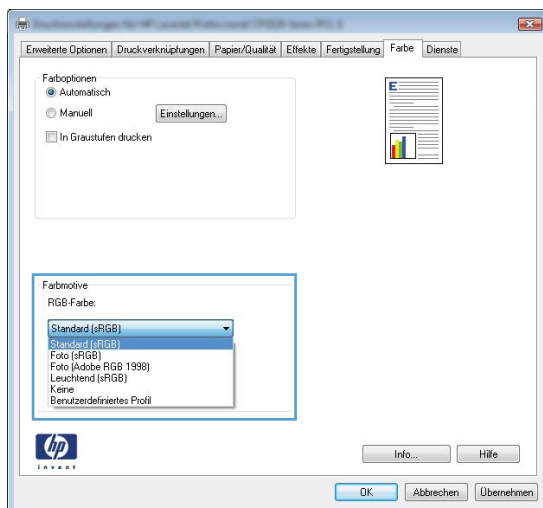 Erweiterte Optionen Druckverknüpfungen Papier/Qualität Effekte Fertigstellung Farbe Dienste
Farboptionen
Automatisch
E
Manuell Einstellungen...
In Graustufen drucken
Farbmotive
RGB-Farbe:
Standard (sRGB)
Standard (sRGB)
Foto (sRGB)
Foto (Adobe RGB 1998)
Leuchtend (sRGB)
Keine
Benutzerdefiniertes Profil
hp
invent
Info... Hilfe
OK Abbrechen Übernehmen